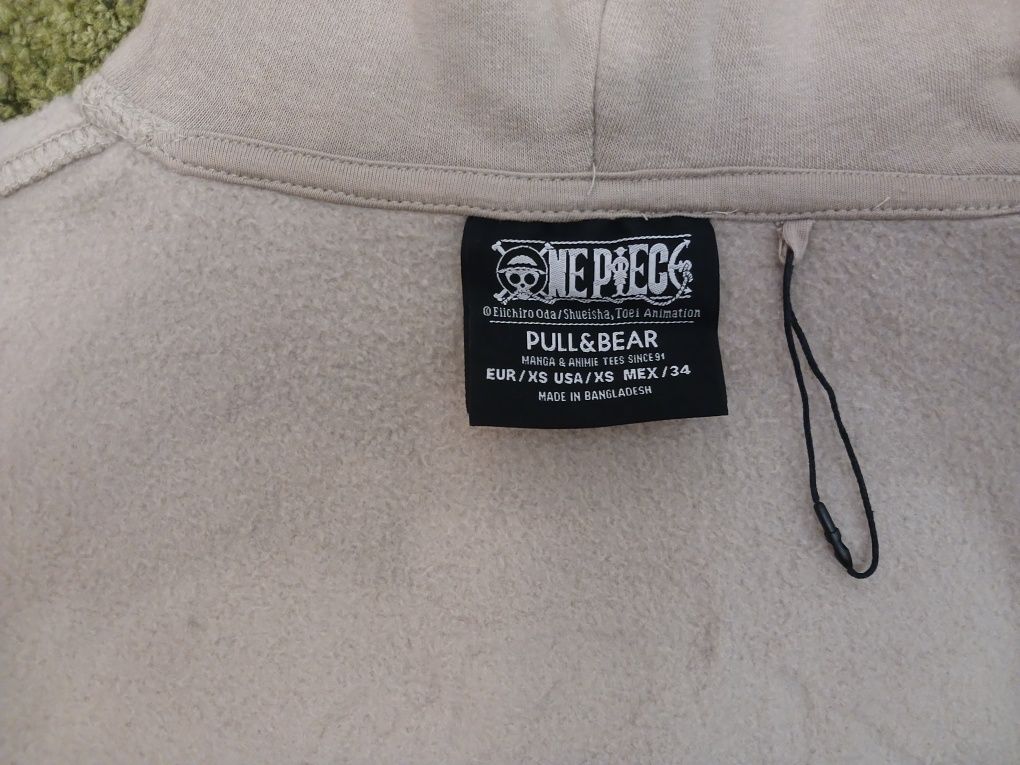 ONE PIECE
© Eiichiro Oda/Shueisha, Toei Animation
PULL&BEAR
MANGA & ANIMIE TEES SINCE 91
EUR/XS USA/XS MEX/34
MADE IN BANGLADESH